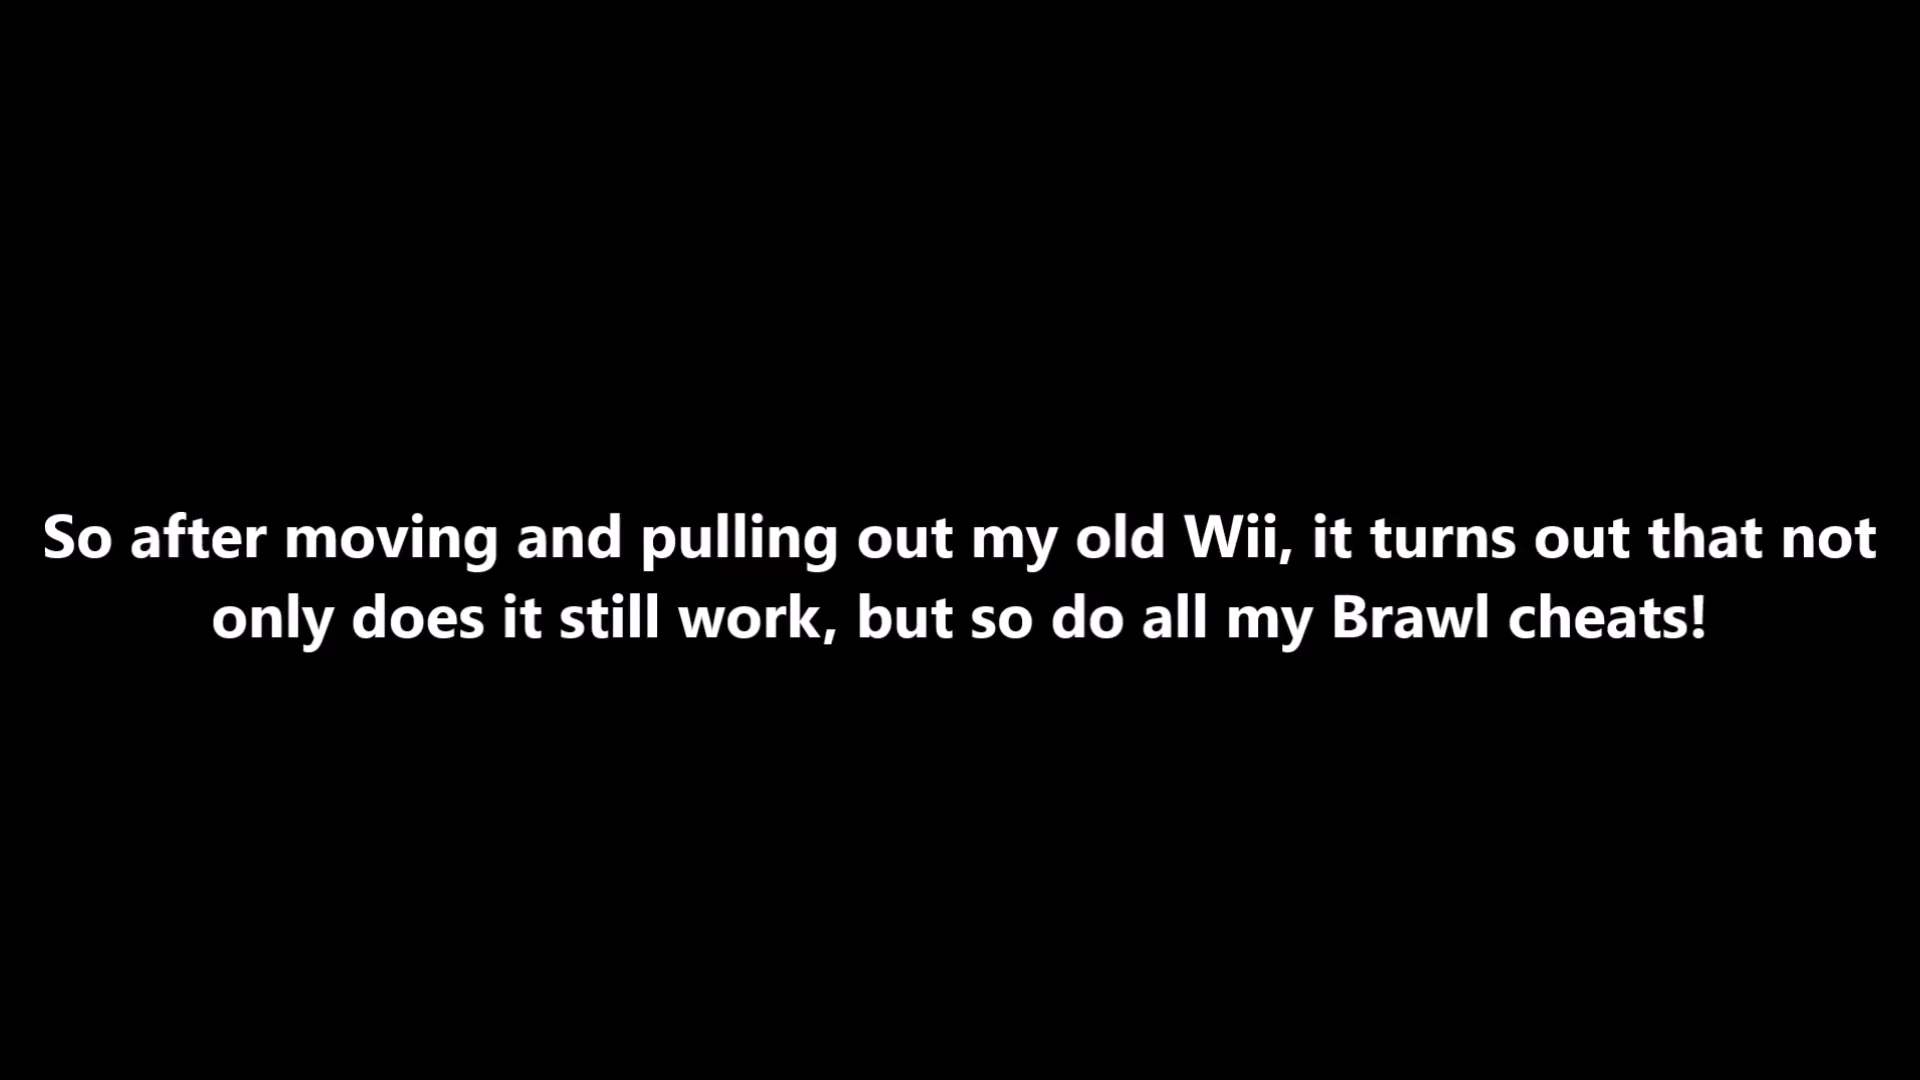 So after moving and pulling out my old Wii, it turns out that not
only does it still work, but so do all my Brawl cheats!